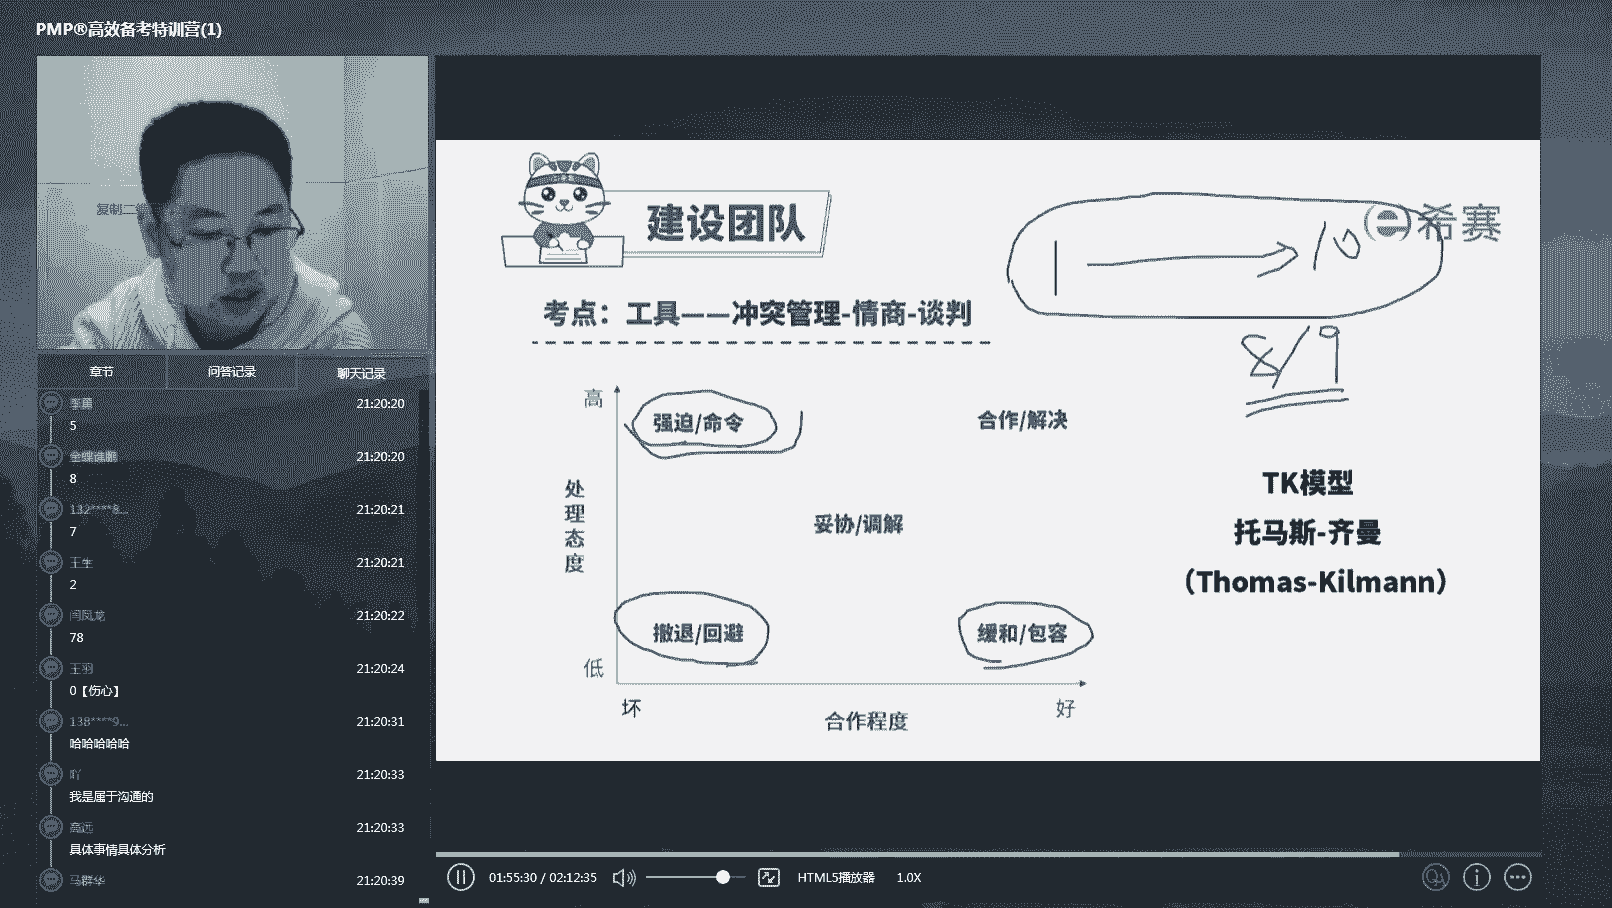 PMP®高效备考特训营(1)
复制二
章节
问答记录
聊天记录
李董
21:20:20
5
21:20:20
8
132****8...
21:20:21
7
王生
21:20:21
2
闫凤龙
21:20:22
78
王羽
21:20:24
0【伤心】
138****9...
21:20:31
哈哈哈哈哈
吖
21:20:33
我是属于沟通的
高远
21:20:33
具体事情具体分析
马群华
21:20:39
建设团队
希赛
1
10
8/9
考点：工具——冲突管理-情商-谈判
高
强迫/命令
合作/解决
处理态度
妥协/调解
撤退/回避
缓和/包容
低
坏
合作程度
好
TK模型
托马斯-齐曼
（Thomas-Kilmann）
01:55:30 / 02:12:35
HTML5播放器
1.0X